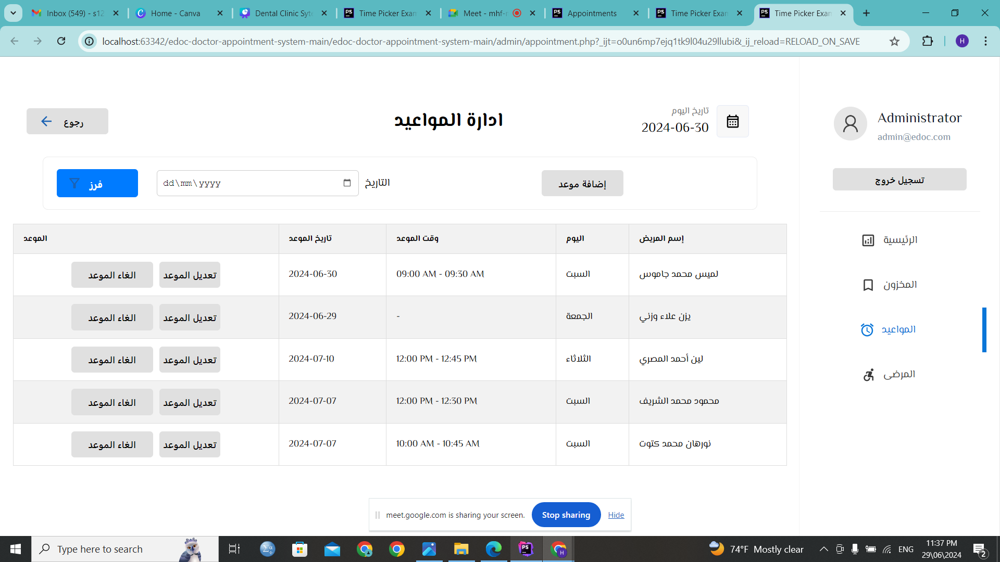 Inbox (549) - s12
Home - Canva
Dental Clinic Syte
Time Picker Exam
Meet - mhf-r
Appointments
Time Picker Exam
Time Picker Exam
localhost:63342/edoc-doctor-appointment-system-main/edoc-doctor-appointment-system-main/admin/appointment.php?_ijt=o0un6mp7ejq1tk9l04u29llubi&_ij_reload=RELOAD_ON_SAVE
H
Administrator
admin@edoc.com
تسجيل خروج
الرئيسية
المخزون
المواعيد
المرضى
تاريخ اليوم
2024-06-30
ادارة المواعيد
رجوع
إضافة موعد
التاريخ
dd\mm\yyyy
فرز
إسم المريض اليوم وقت الموعد تاريخ الموعد الموعد
لميس محمد جاموس السبت 09:00 AM - 09:30 AM 2024-06-30 تعديل الموعد الغاء الموعد
يزن علاء وزني الجمعة - 2024-06-29 تعديل الموعد الغاء الموعد
لين أحمد المصري الثلاثاء 12:00 PM - 12:45 PM 2024-07-10 تعديل الموعد الغاء الموعد
محمود محمد الشريف السبت 12:00 PM - 12:30 PM 2024-07-07 تعديل الموعد الغاء الموعد
نورهان محمد كتوت السبت 10:00 AM - 10:45 AM 2024-07-07 تعديل الموعد الغاء الموعد
meet.google.com is sharing your screen. Stop sharing Hide
Type here to search
PS
H
74°F Mostly clear
ENG
11:37 PM
29\06\2024
2